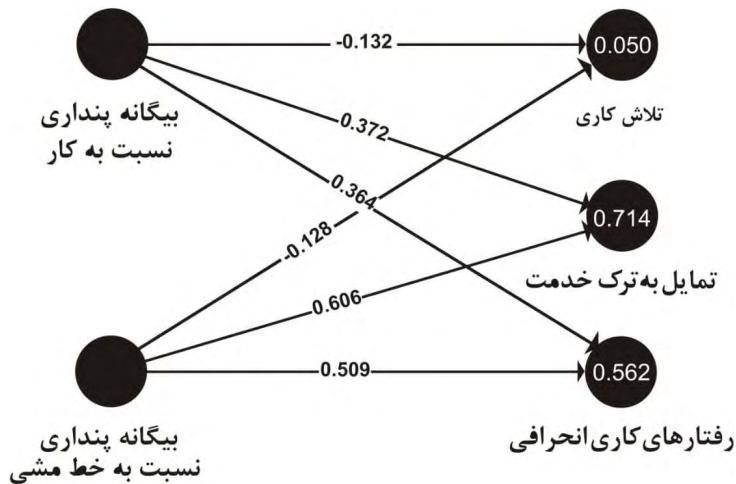 -0.132
0.050
بیگانه پنداری
نسبت به کار
تلاش کاری
0.372
0.364
0.714
-0.128
تمایل به ترک خدمت
0.606
0.509
0.562
بیگانه پنداری
نسبت به خط مشی
رفتارهای کاری انحرافی